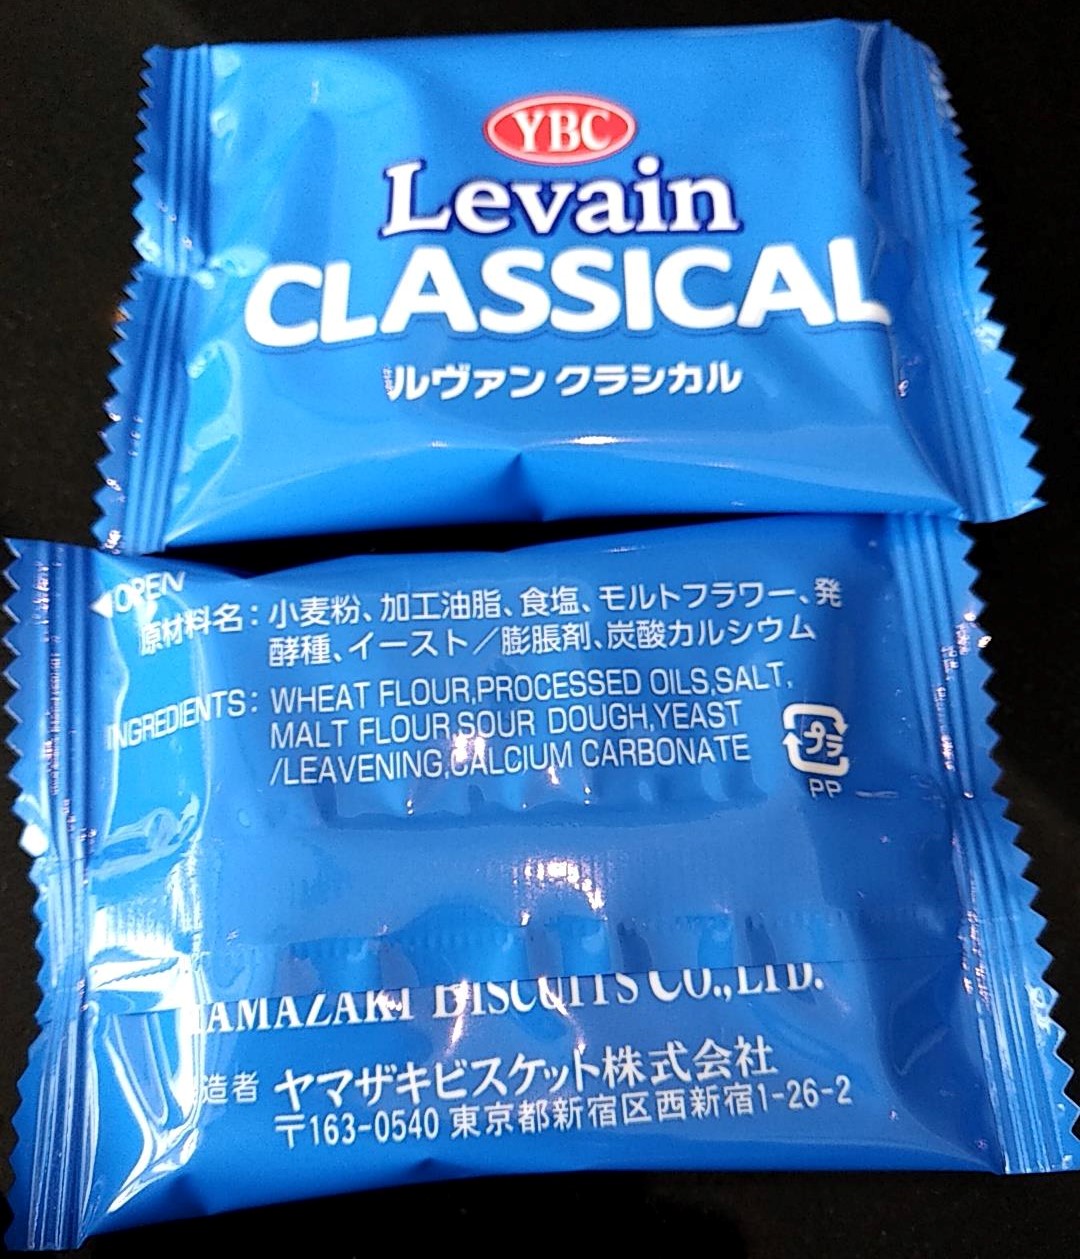 YBC
Levain
CLASSICAL
ルヴァン クラシカル
OPEN
原材料名：小麦粉、加工油脂、食塩、モルトフラワー、発
酵種、イースト／膨脹剤、炭酸カルシウム
INGREDIENTS: WHEAT FLOUR,PROCESSED OILS,SALT,
MALT FLOUR,SOUR DOUGH,YEAST
/LEAVENING,CALCIUM CARBONATE
プラ
PP
YAMAZAKI BISCUITS CO.,LTD.
造者 ヤマザキビスケット株式会社
〒163-0540 東京都新宿区西新宿1-26-2